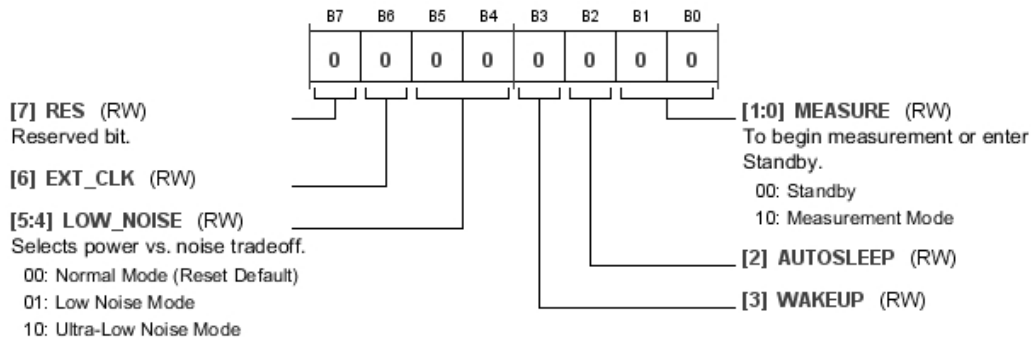 B7 B6 B5 B4 B3 B2 B1 B0
0 0 0 0 0 0 0 0
[7] RES (RW)
Reserved bit.
[6] EXT_CLK (RW)
[5:4] LOW_NOISE (RW)
Selects power vs. noise tradeoff.
00: Normal Mode (Reset Default)
01: Low Noise Mode
10: Ultra-Low Noise Mode
[1:0] MEASURE (RW)
To begin measurement or enter
Standby.
00: Standby
10: Measurement Mode
[2] AUTOSLEEP (RW)
[3] WAKEUP (RW)